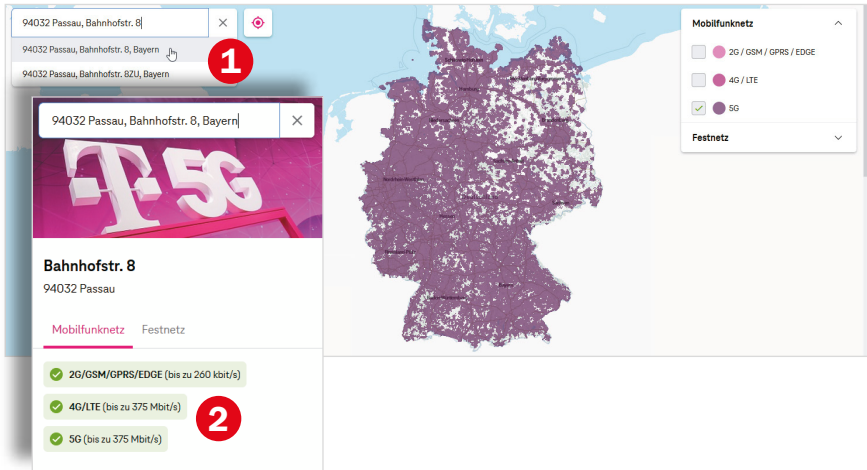 94032 Passau, Bahnhofstr. 8
94032 Passau, Bahnhofstr. 8, Bayern
94032 Passau, Bahnhofstr. 8ZU, Bayern
1
Mobilfunknetz
2G / GSM / GPRS / EDGE
4G / LTE
5G
Festnetz
94032 Passau, Bahnhofstr. 8, Bayern
T-5G
Bahnhofstr. 8
94032 Passau
Mobilfunknetz Festnetz
2G/GSM/GPRS/EDGE (bis zu 260 kbit/s)
4G/LTE (bis zu 375 Mbit/s)
5G (bis zu 375 Mbit/s)
2